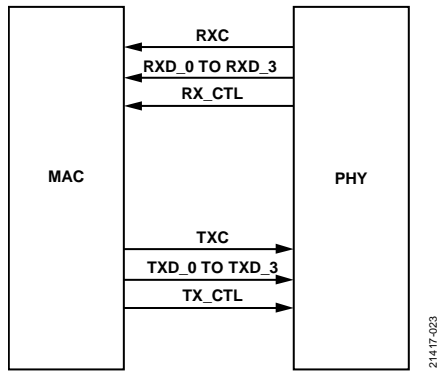 RXC
RXD_0 TO RXD_3
RX_CTL
MAC
PHY
TXC
TXD_0 TO TXD_3
TX_CTL
21417-023